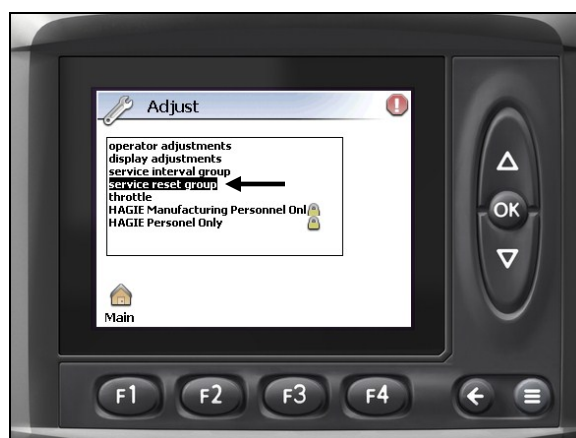 Adjust
operator adjustments
display adjustments
service interval group
service reset group
throttle
HAGIE Manufacturing Personnel Onl
HAGIE Personel Only
Main
OK
F1 F2 F3 F4